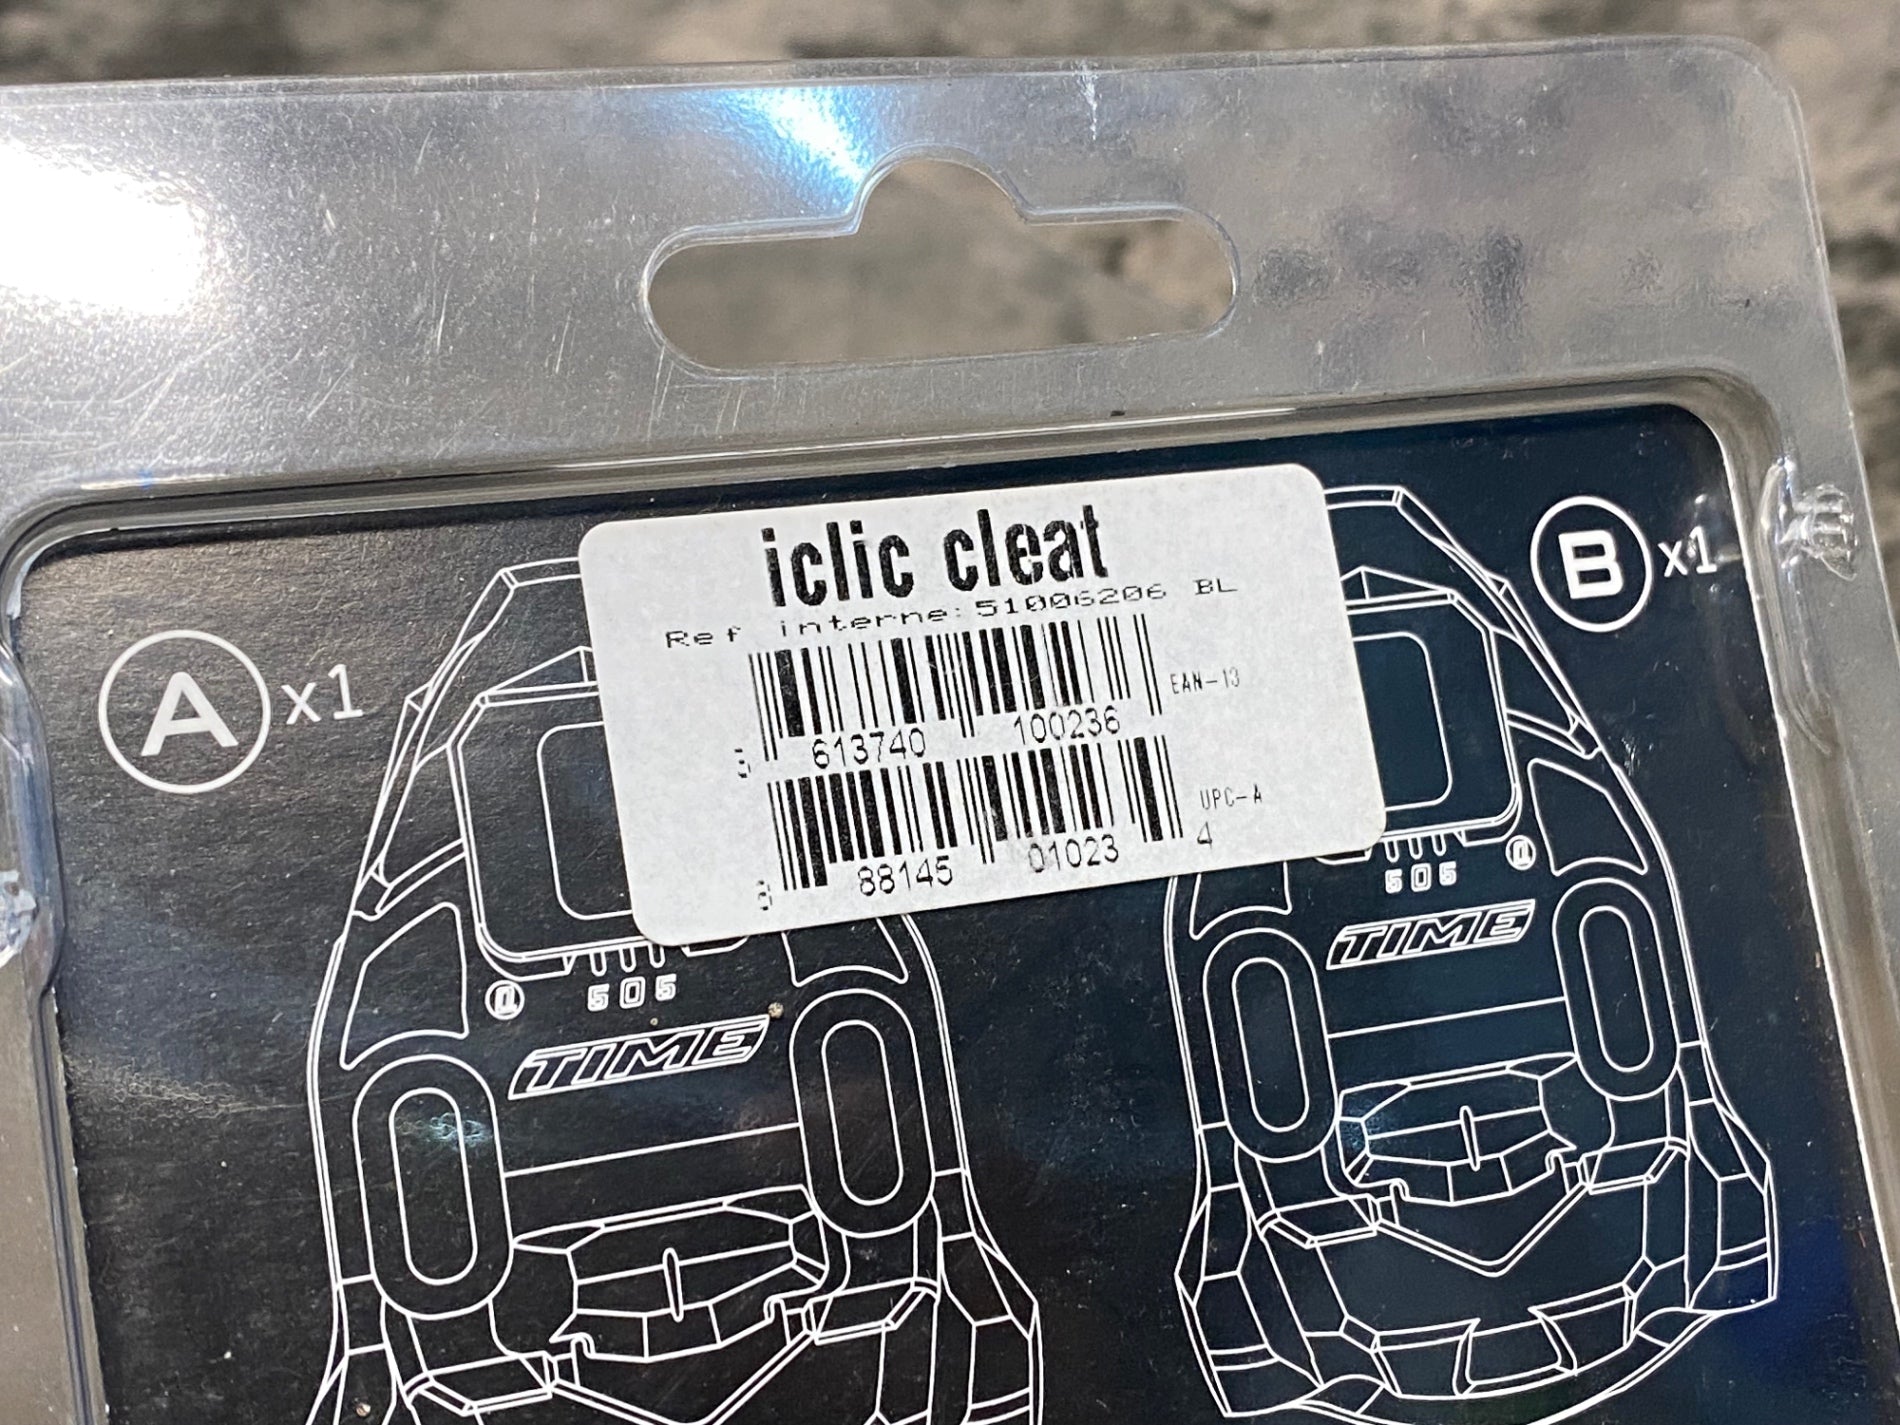 iclic cleat
Ref interne:51006206 BL
EAN-13
3 613740 100236
UPC-A
8 88145 01023 4
A x1
B x1
505
TIME
505
TIME